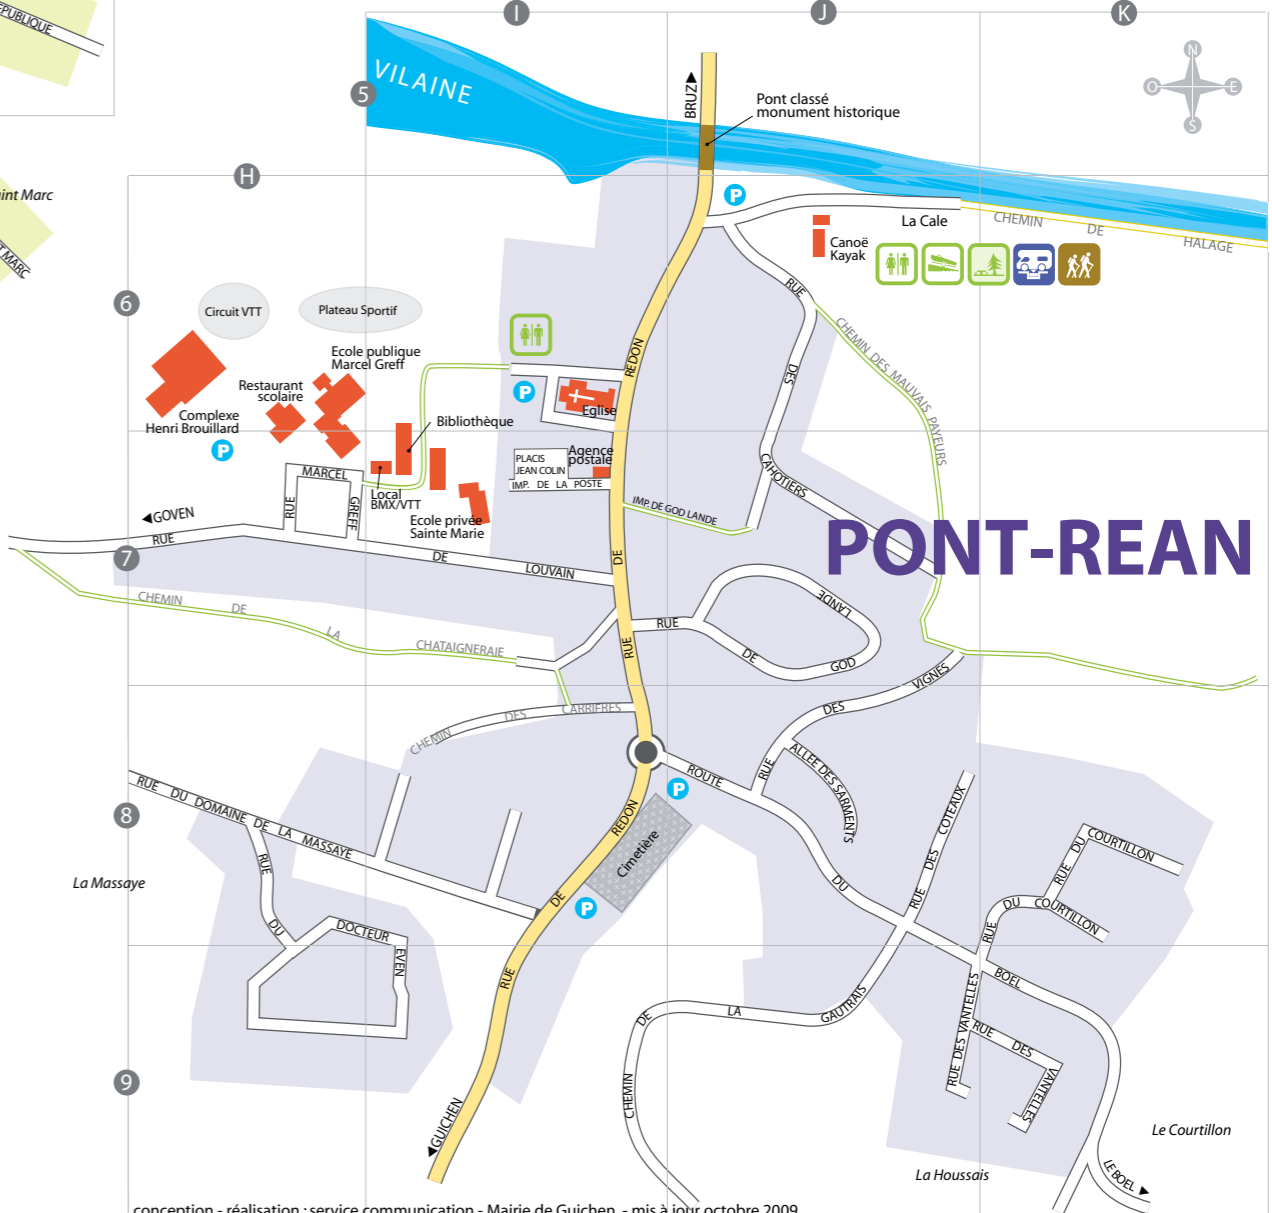 I
J
K
VILAINE
5
BRUZ
Pont classé
monument historique
N
O
E
S
H
int Marc
T MARC
P
La Cale
CHEMIN DE HALAGE
Canoë
Kayak
RUE DES CAHOTIERS
CHEMIN DES MAUVAIS PAYEURS
6
Circuit VTT
Plateau Sportif
Ecole publique
Marcel Greff
Restaurant
scolaire
Complexe
Henri Brouillard
P
Bibliothèque
P
Eglise
REDON
PLACIS
JEAN COLIN
Agence
postale
IMP. DE LA POSTE
IMP. DE GOD LANDE
RUE MARCEL GREFF
Local
BMX/VTT
Ecole privée
Sainte Marie
PONT-REAN
GOVEN
7
RUE DE LOUVAIN
DE
RUE
CHEMIN DE LA CHATAIGNERAIE
RUE DE GOD LANDE
CHEMIN DES CARRIFRES
RUE DES VIGNES
ALLEE DES SARMENTS
8
RUE DU DOMAINE DE LA MASSAYE
La Massaye
RUE DU DOCTEUR EVEN
P
Cimetière
P
RUE DE REDON
ROUTE DU BOEL
RUE DES COTEAUX
RUE DU COURTILLON
RUE DU COURTILLON
9
CHEMIN DE LA GAUTRAIS
RUE DES VANTELLES
RUE DES VANTELLES
GUICHEN
Le Courtillon
La Houssais
LE BOEL
conception - réalisation : service communication - Mairie de Guichen - mis à jour octobre 2009